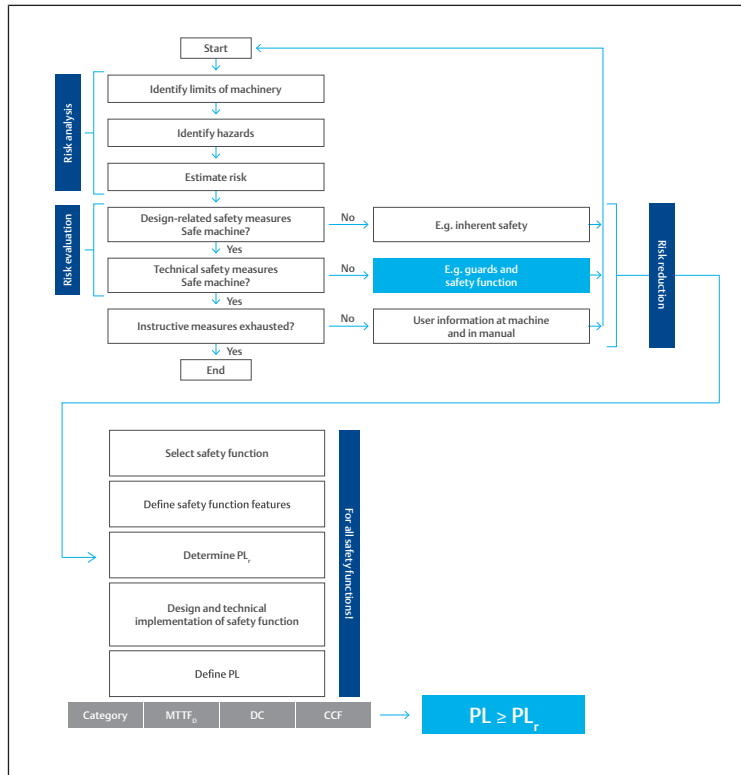 Start
Risk analysis
Identify limits of machinery
Identify hazards
Estimate risk
Risk evaluation
Design-related safety measures
Safe machine?
No
E.g. inherent safety
Yes
Technical safety measures
Safe machine?
No
E.g. guards and
safety function
Yes
Risk reduction
Instructive measures exhausted?
No
User information at machine
and in manual
Yes
End
Select safety function
Define safety function features
Determine PLr
Design and technical
implementation of safety function
Define PL
For all safety functions!
Category
MTTFD
DC
CCF
PL ≥ PLr